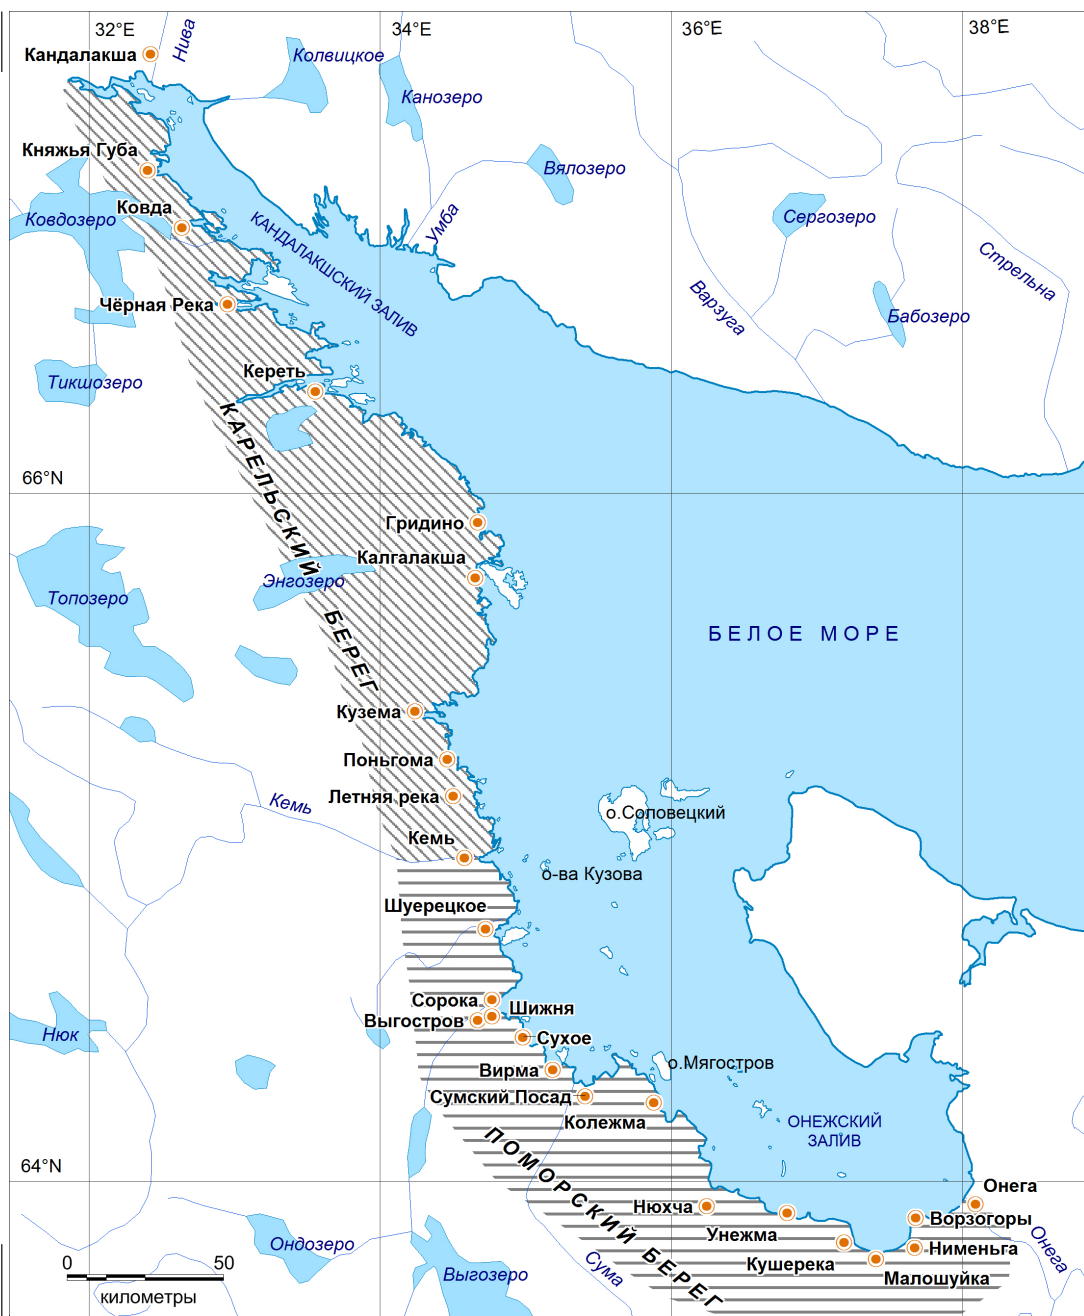 32°E
34°E
36°E
38°E
Кандалакша
Нива
Колвицкое
Канозеро
Княжья Губа
Вялозеро
Ковда
Ковдозеро
КАНДАЛАКШСКИЙ ЗАЛИВ
Умба
Сергозеро
Стрельна
Варзуга
Бабозеро
Чёрная Река
Тикшозеро
Кереть
КАРЕЛЬСКИЙ БЕРЕГ
66°N
Гридино
Калгалакша
Энгозеро
Топозеро
БЕЛОЕ МОРЕ
Кузема
Поньгома
Летняя река
Кемь
о.Соловецкий
Кемь
о-ва Кузова
Шуерецкое
Сорока
Шижня
Выгостров
Нюк
Сухое
Вирма
о.Мягостров
Сумский Посад
Колежма
ОНЕЖСКИЙ
ЗАЛИВ
ПОМОРСКИЙ БЕРЕГ
64°N
Онега
Нюхча
Ворзогоры
Унежма
Нименьга
Онега
Ондозеро
Кушерека
Малошуйка
Сума
Выгозеро
0 50
километры